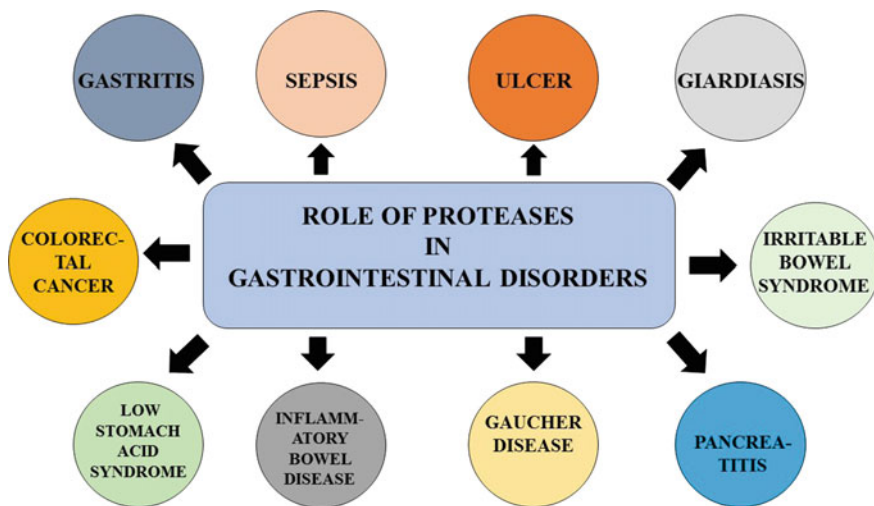 GASTRITIS
SEPSIS
ULCER
GIARDIASIS
ROLE OF PROTEASES
IN
GASTROINTESTINAL DISORDERS
COLOREC-
TAL
CANCER
IRRITABLE
BOWEL
SYNDROME
LOW
STOMACH
ACID
SYNDROME
INFLAMM-
ATORY
BOWEL
DISEASE
GAUCHER
DISEASE
PANCREA-
TITIS